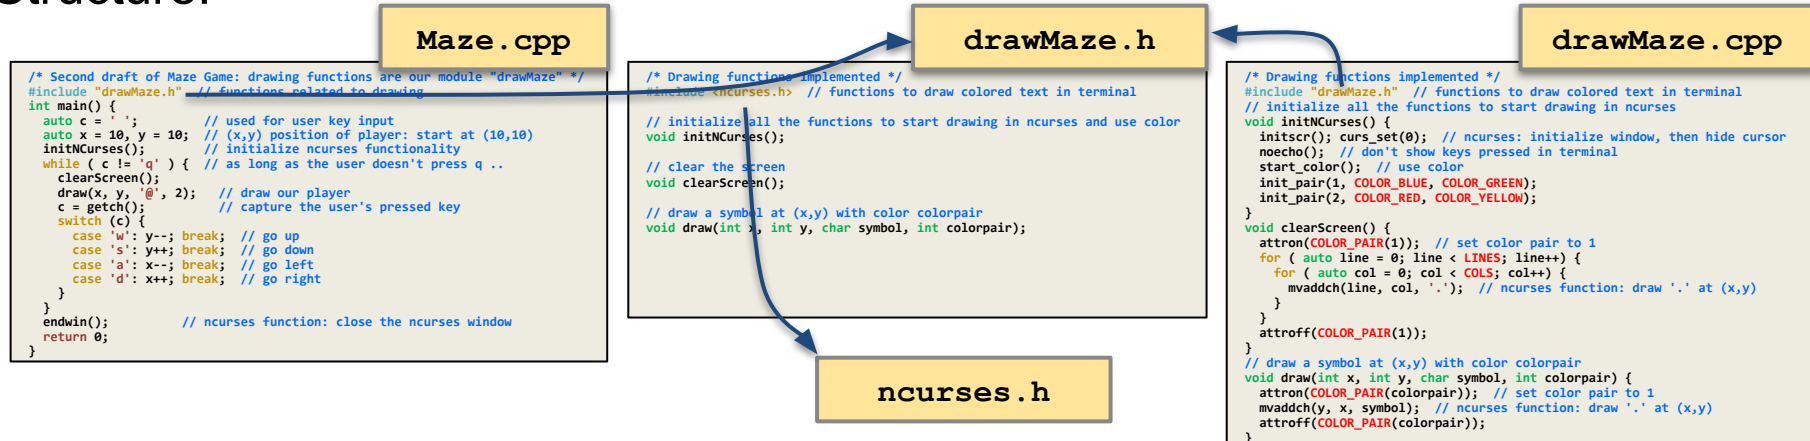 Structure:
Maze.cpp
/* Second draft of Maze Game: drawing functions are our module "drawMaze" */
#include "drawMaze.h"  // functions related to drawing
int main() {
  auto c = ' ';         // used for user key input
  auto x = 10, y = 10;  // (x,y) position of player: start at (10,10)
  initNCurses();        // initialize ncurses functionality
  while ( c != 'q' ) {  // as long as the user doesn't press q ..
    clearScreen();
    draw(x, y, '@', 2);   // draw our player
    c = getch();          // capture the user's pressed key
    switch (c) {
      case 'w': y--; break;  // go up
      case 's': y++; break;  // go down
      case 'a': x--; break;  // go left
      case 'd': x++; break;  // go right
    }
  }
  endwin();          // ncurses function: close the ncurses window
  return 0;
}
drawMaze.h
/* Drawing functions implemented */
#include <ncurses.h>  // functions to draw colored text in terminal
// initialize all the functions to start drawing in ncurses and use color
void initNCurses();
// clear the screen
void clearScreen();
// draw a symbol at (x,y) with color colorpair
void draw(int x, int y, char symbol, int colorpair);
ncurses.h
drawMaze.cpp
/* Drawing functions implemented */
#include "drawMaze.h"  // functions to draw colored text in terminal
// initialize all the functions to start drawing in ncurses
void initNCurses() {
  initscr(); curs_set(0);  // ncurses: initialize window, then hide cursor
  noecho();  // don't show keys pressed in terminal
  start_color();  // use color
  init_pair(1, COLOR_BLUE, COLOR_GREEN);
  init_pair(2, COLOR_RED, COLOR_YELLOW);
}
void clearScreen() {
  attron(COLOR_PAIR(1));  // set color pair to 1
  for ( auto line = 0; line < LINES; line++) {
    for ( auto col = 0; col < COLS; col++) {
      mvaddch(line, col, '.');  // ncurses function: draw '.' at (x,y)
    }
  }
  attroff(COLOR_PAIR(1));
}
// draw a symbol at (x,y) with color colorpair
void draw(int x, int y, char symbol, int colorpair) {
  attron(COLOR_PAIR(colorpair));  // set color pair to 1
  mvaddch(y, x, symbol);  // ncurses function: draw '.' at (x,y)
  attroff(COLOR_PAIR(colorpair));
}